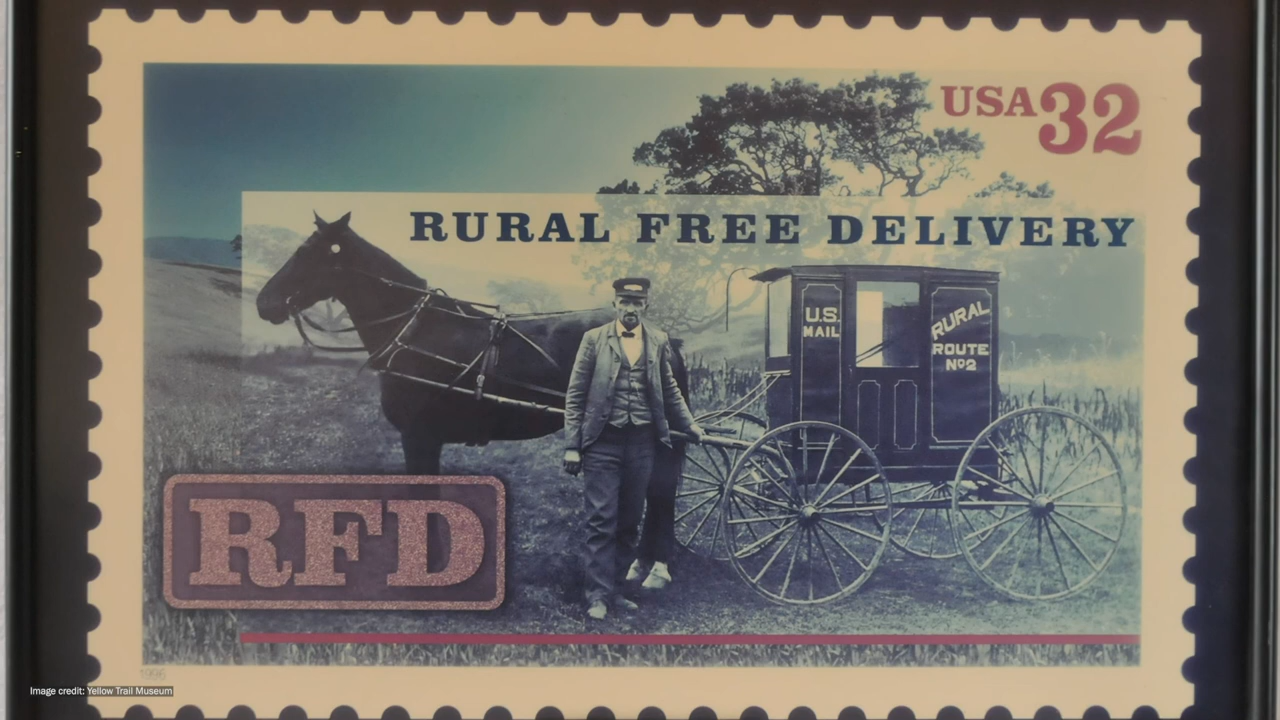 USA32
RURAL FREE DELIVERY
U.S.
MAIL
RURAL
ROUTE
Nº2
RFD
1996
Image credit: Yellow Trail Museum